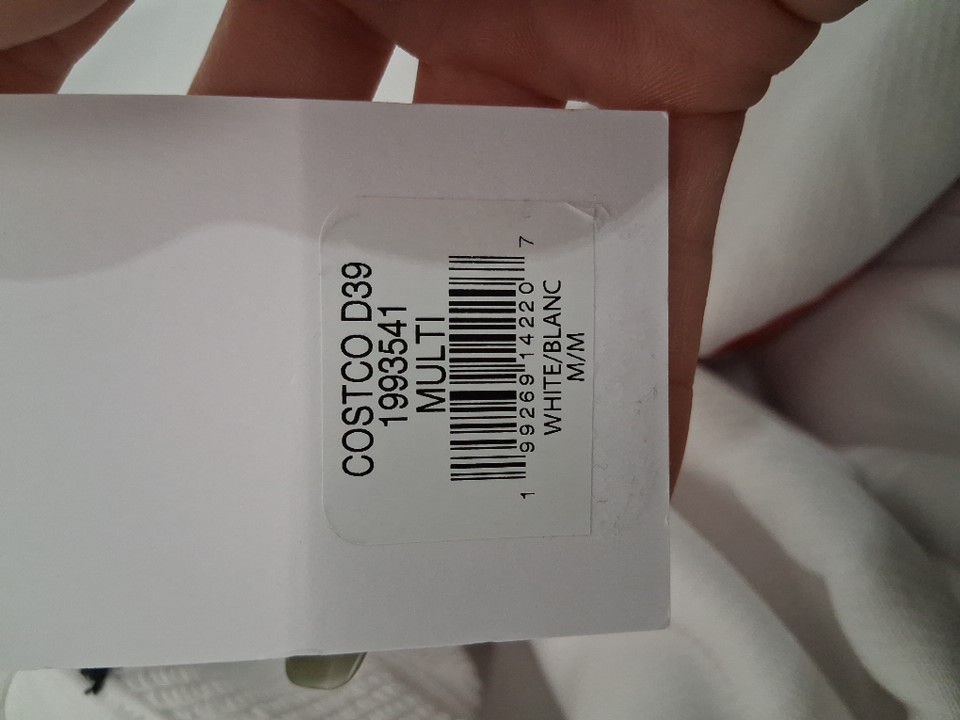 COSTCO D39
1993541
MULTI
1 99269 14220 7
WHITE/BLANC
M/M